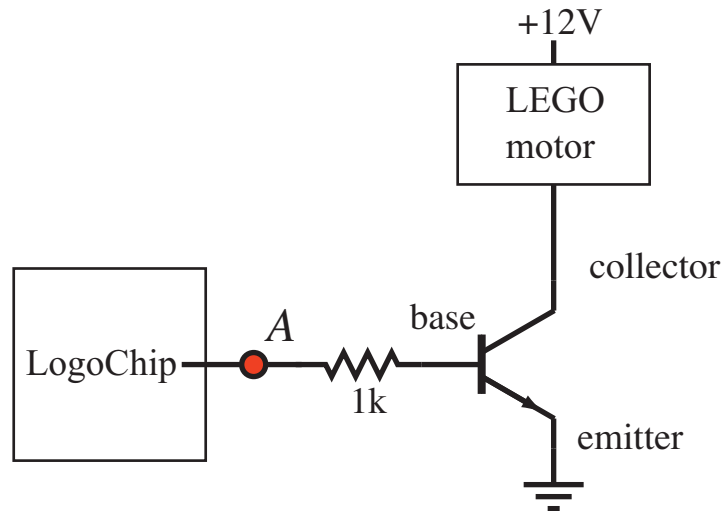 +12V
LEGO
motor
collector
base
A
LogoChip
1k
emitter